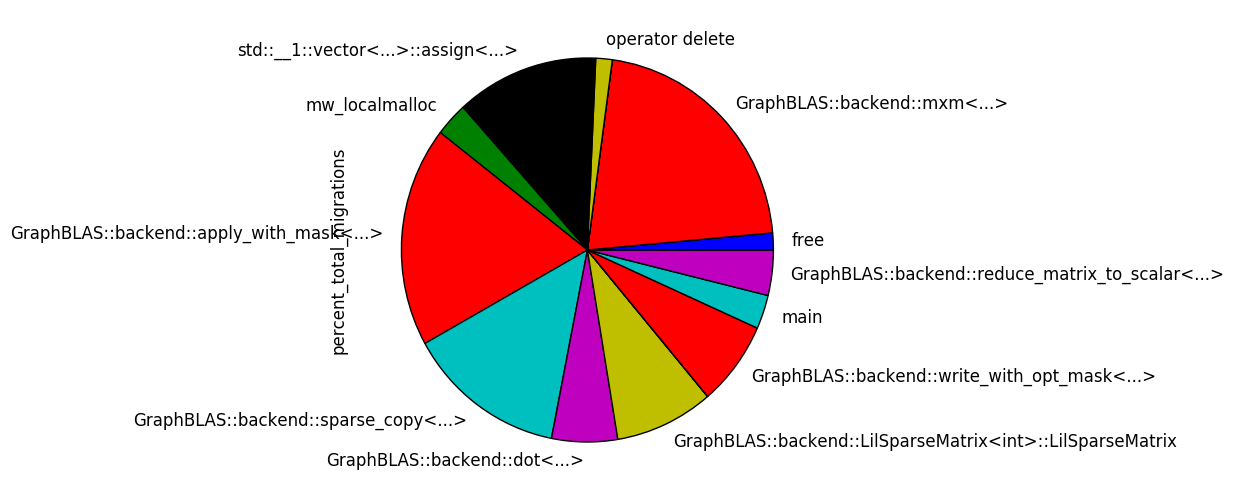 operator delete
std::__1::vector<...>::assign<...>
GraphBLAS::backend::mxm<...>
mw_localmalloc
percent_total_migrations
GraphBLAS::backend::apply_with_mask<...>
free
GraphBLAS::backend::reduce_matrix_to_scalar<...>
main
GraphBLAS::backend::write_with_opt_mask<...>
GraphBLAS::backend::sparse_copy<...>
GraphBLAS::backend::LilSparseMatrix<int>::LilSparseMatrix
GraphBLAS::backend::dot<...>